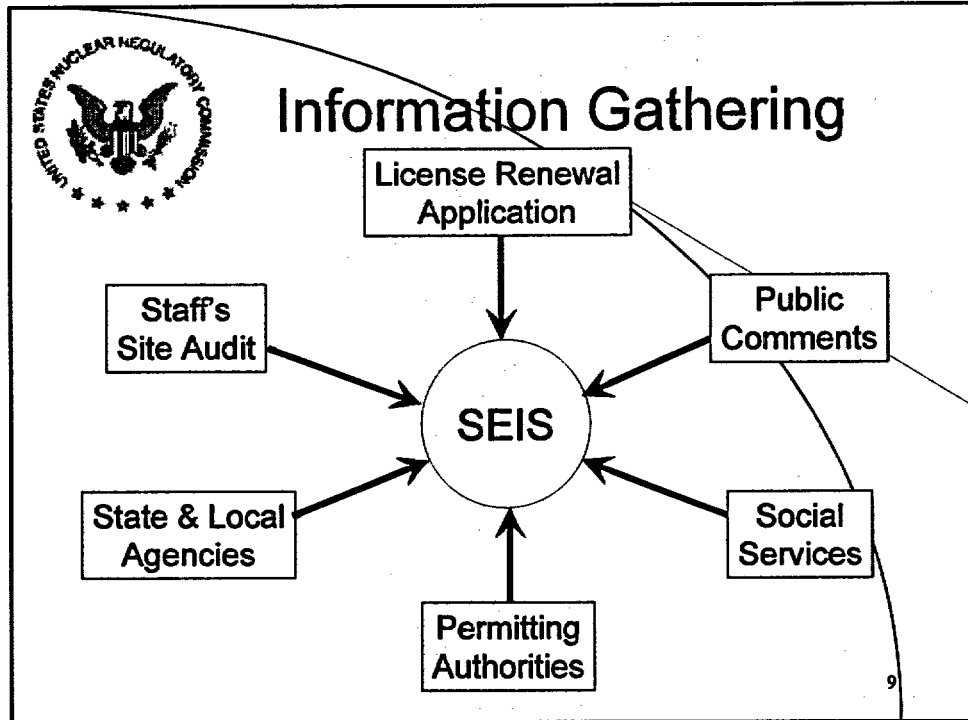 UNITED STATES NUCLEAR REGULATORY COMMISSION
Information Gathering
License Renewal
Application
Staff's
Site Audit
Public
Comments
SEIS
State & Local
Agencies
Social
Services
Permitting
Authorities
9